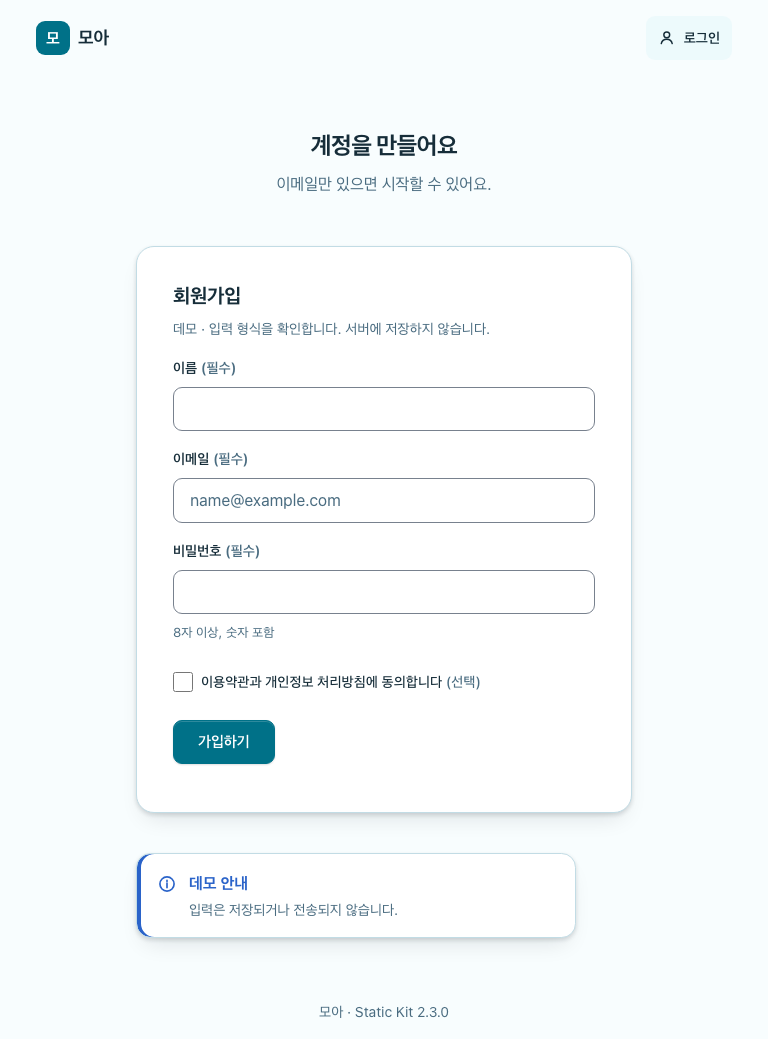 모 모아
로그인
계정을 만들어요
이메일만 있으면 시작할 수 있어요.
회원가입
데모 · 입력 형식을 확인합니다. 서버에 저장하지 않습니다.
이름 (필수)
이메일 (필수)
name@example.com
비밀번호 (필수)
8자 이상, 숫자 포함
이용약관과 개인정보 처리방침에 동의합니다 (선택)
가입하기
데모 안내
입력은 저장되거나 전송되지 않습니다.
모아 · Static Kit 2.3.0